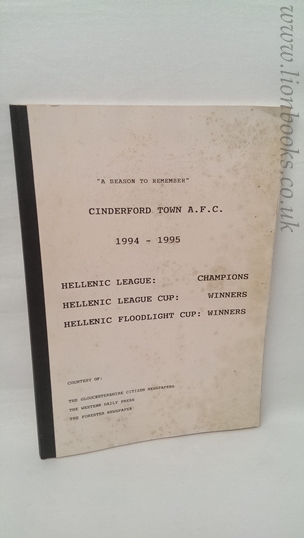 "A SEASON TO REMEMBER"
CINDERFORD TOWN A.F.C.
1994 - 1995
HELLENIC LEAGUE: CHAMPIONS
HELLENIC LEAGUE CUP: WINNERS
HELLENIC FLOODLIGHT CUP: WINNERS
COURTESY OF:
THE GLOUCESTERSHIRE CITIZEN NEWSPAPERS
THE WESTERN DAILY PRESS
THE FORESTER NEWSPAPER
www.lionbooks.co.uk